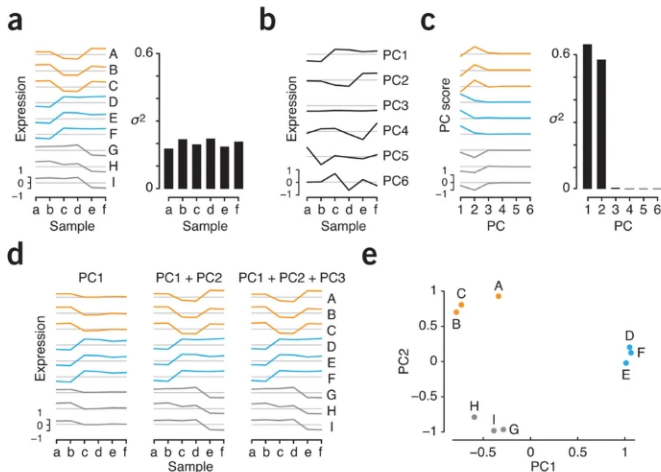 a
Expression
A
B
C
D
E
F
G
H
I
1
0
−1
a b c d e f
Sample
0.6
σ²
0
a b c d e f
Sample
b
Expression
PC1
PC2
PC3
PC4
PC5
PC6
1
0
−1
a b c d e f
Sample
c
PC score
1
0
−1
1 2 3 4 5 6
PC
0.6
σ²
0
1 2 3 4 5 6
PC
d
PC1 PC1 + PC2 PC1 + PC2 + PC3
Expression
A
B
C
D
E
F
G
H
I
1
0
−1
a b c d e f a b c d e f a b c d e f
Sample
e
1
0.5
0
−0.5
−1
PC2
A
C
B
D
F
E
H
I G
−0.5 0 0.5 1
PC1